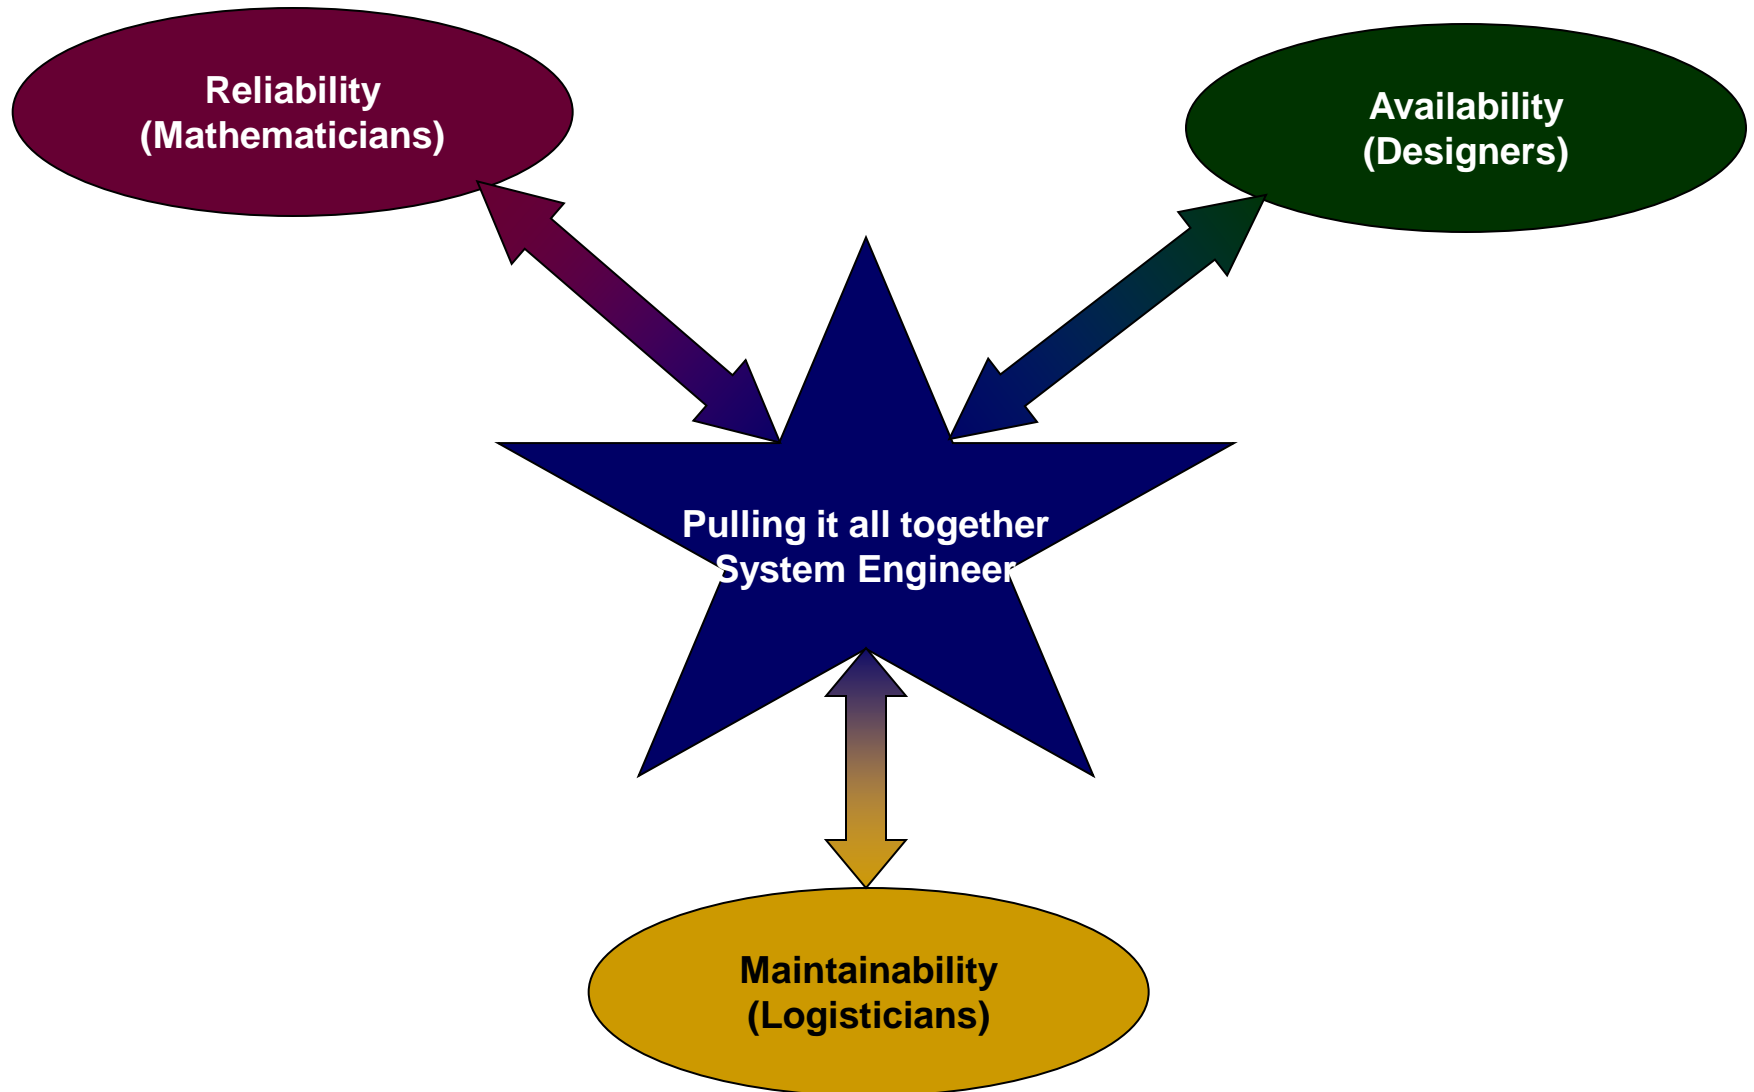 Reliability
(Mathematicians)
Availability
(Designers)
Pulling it all together
System Engineer
Maintainability
(Logisticians)